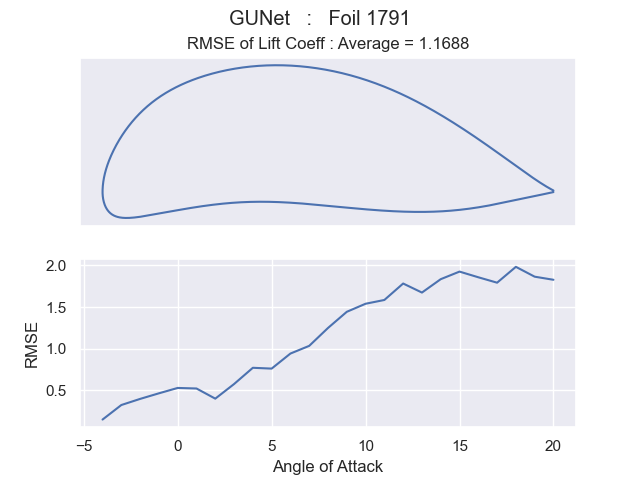 GUNet   :   Foil 1791
RMSE of Lift Coeff : Average = 1.1688
2.0
1.5
1.0
0.5
RMSE
−5 0 5 10 15 20
Angle of Attack